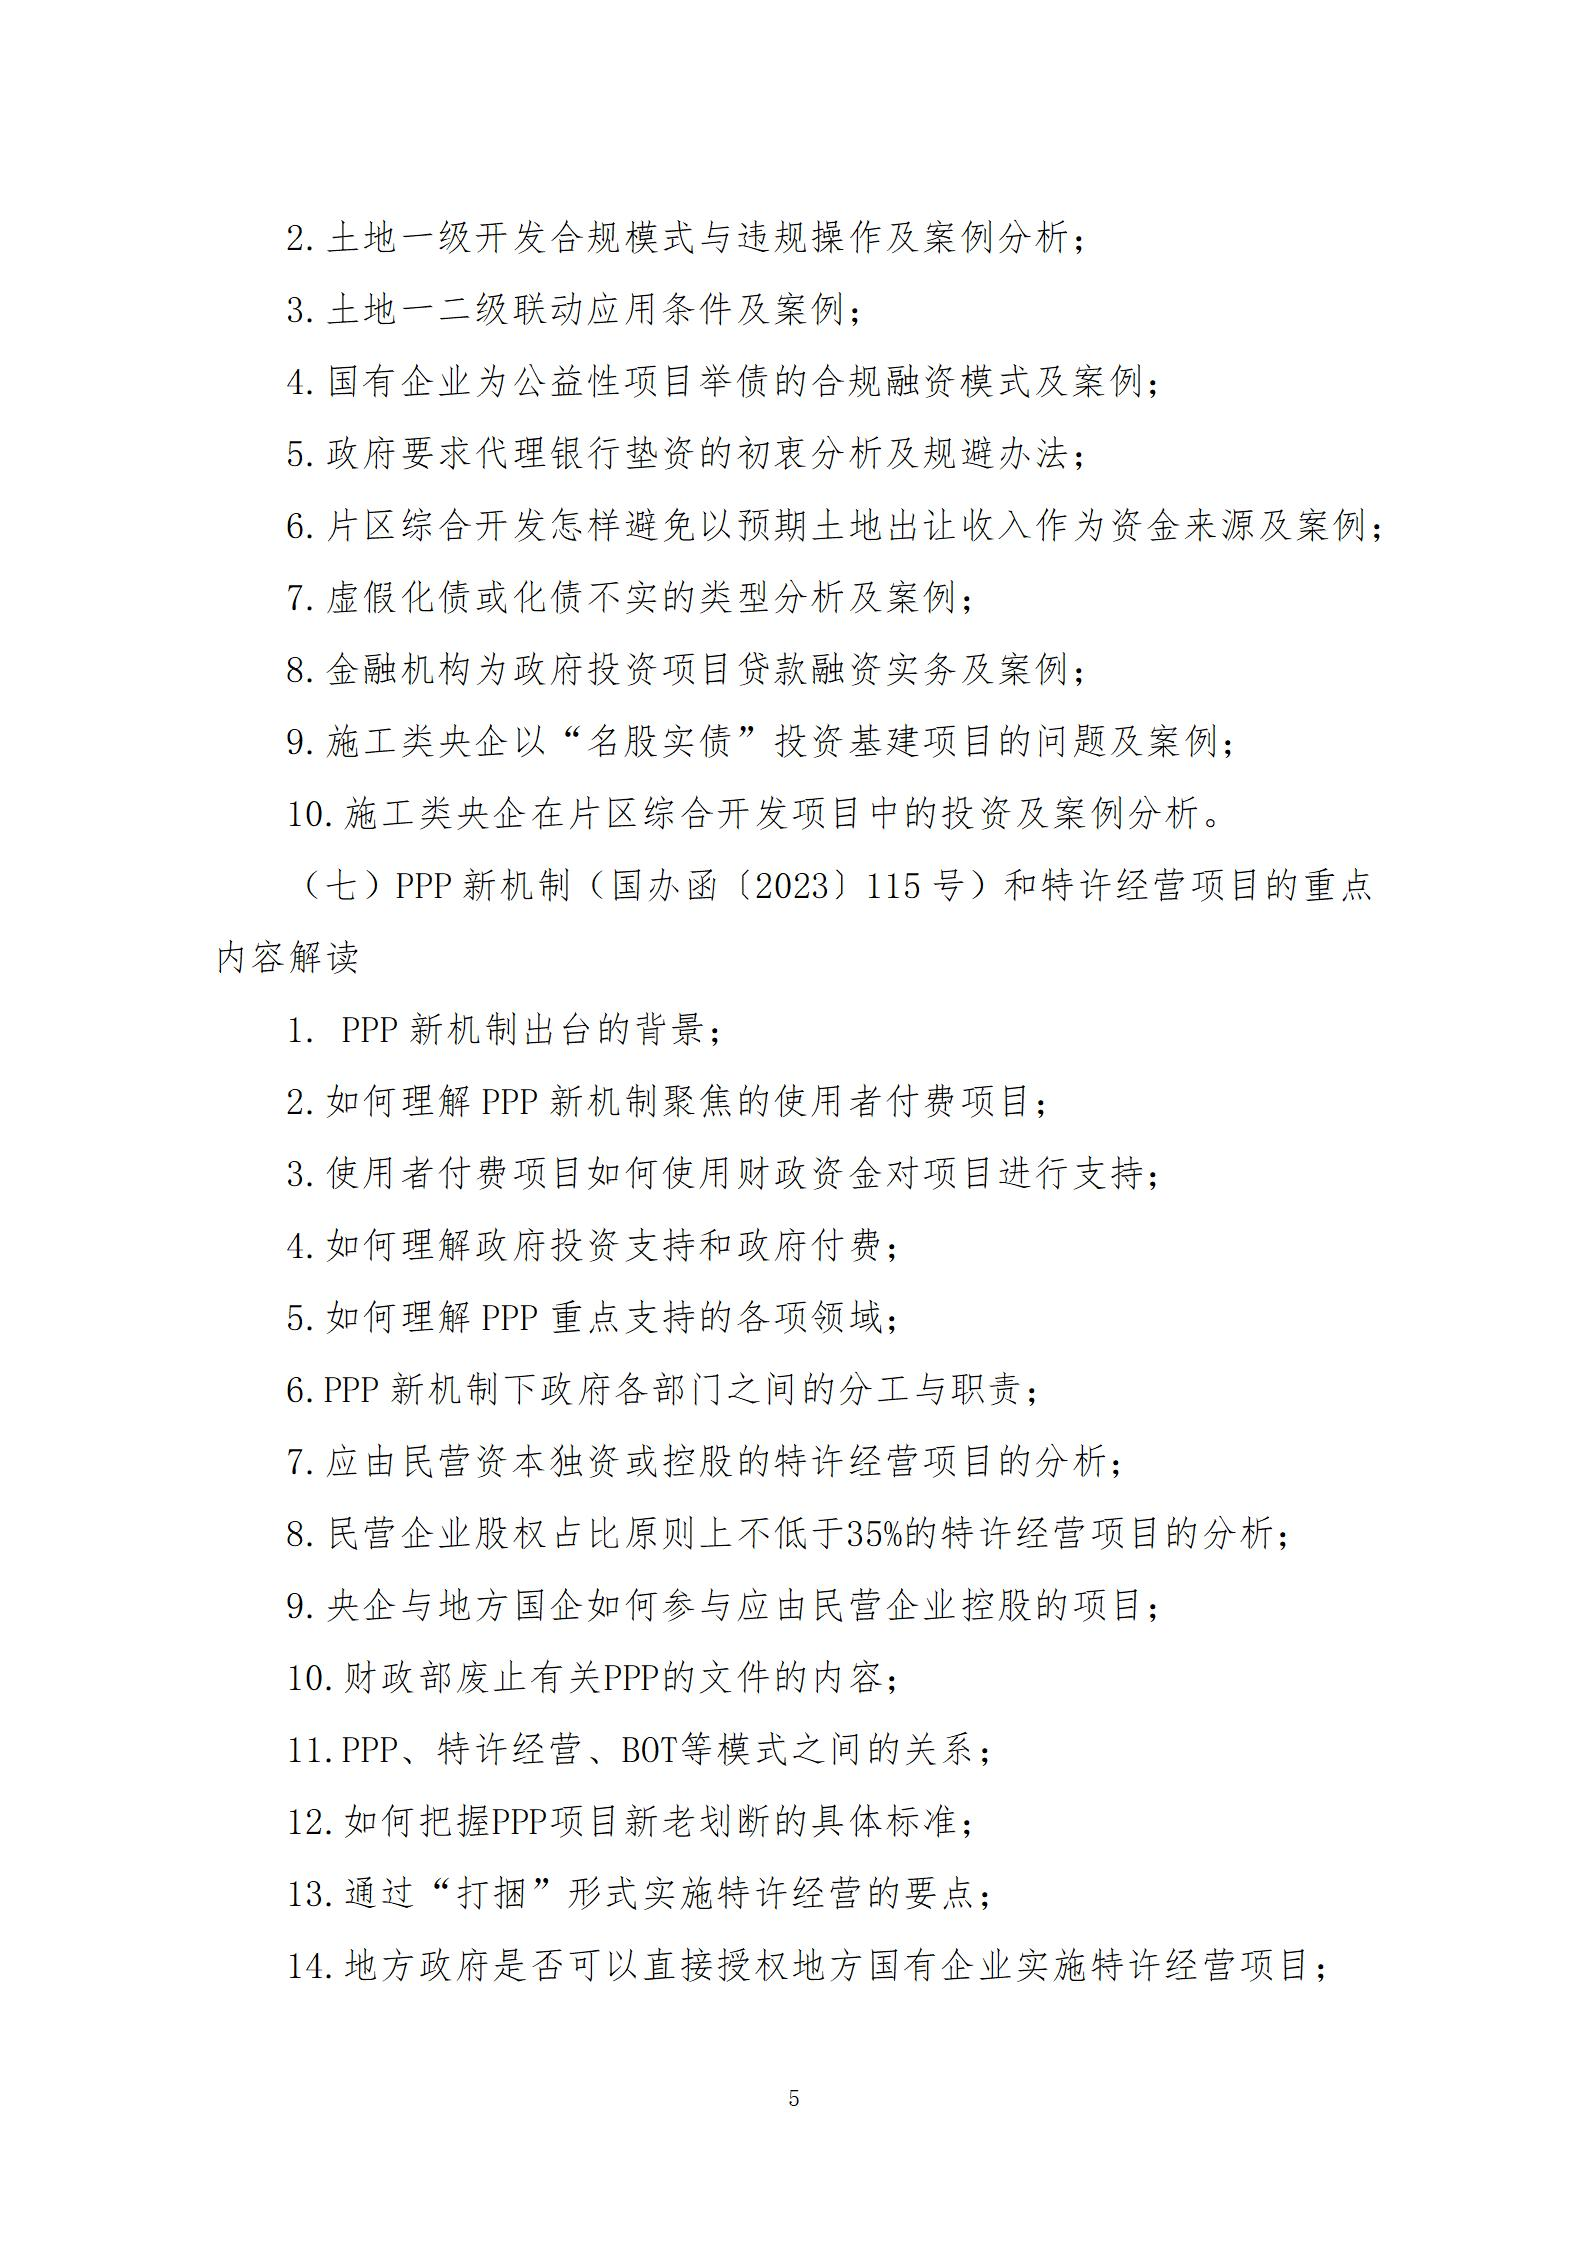 2.土地一级开发合规模式与违规操作及案例分析；
3.土地一二级联动应用条件及案例；
4.国有企业为公益性项目举债的合规融资模式及案例；
5.政府要求代理银行垫资的初衷分析及规避办法；
6.片区综合开发怎样避免以预期土地出让收入作为资金来源及案例；
7.虚假化债或化债不实的类型分析及案例；
8.金融机构为政府投资项目贷款融资实务及案例；
9.施工类央企以“名股实债”投资基建项目的问题及案例；
10.施工类央企在片区综合开发项目中的投资及案例分析。
（七）PPP 新机制（国办函〔2023〕115 号）和特许经营项目的重点
内容解读
1. PPP 新机制出台的背景；
2.如何理解 PPP 新机制聚焦的使用者付费项目；
3.使用者付费项目如何使用财政资金对项目进行支持；
4.如何理解政府投资支持和政府付费；
5.如何理解 PPP 重点支持的各项领域；
6.PPP 新机制下政府各部门之间的分工与职责；
7.应由民营资本独资或控股的特许经营项目的分析；
8.民营企业股权占比原则上不低于35%的特许经营项目的分析；
9.央企与地方国企如何参与应由民营企业控股的项目；
10.财政部废止有关PPP的文件的内容；
11.PPP、特许经营、BOT等模式之间的关系；
12.如何把握PPP项目新老划断的具体标准；
13.通过“打捆”形式实施特许经营的要点；
14.地方政府是否可以直接授权地方国有企业实施特许经营项目；
5